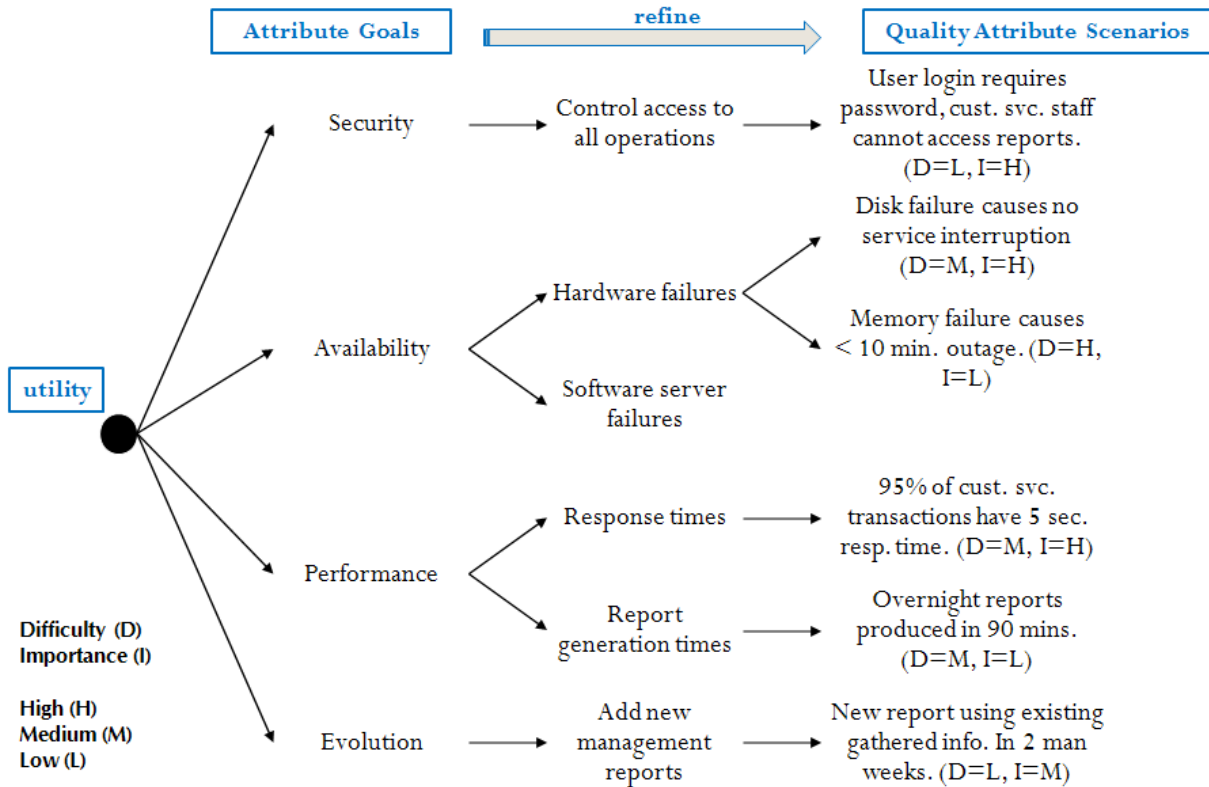 Attribute Goals
refine
Quality Attribute Scenarios
Security
Control access to
all operations
User login requires
password, cust. svc. staff
cannot access reports.
(D=L, I=H)
Disk failure causes no
service interruption
(D=M, I=H)
Hardware failures
Memory failure causes
< 10 min. outage. (D=H,
I=L)
Availability
Software server
failures
utility
Response times
95% of cust. svc.
transactions have 5 sec.
resp. time. (D=M, I=H)
Performance
Report
generation times
Overnight reports
produced in 90 mins.
(D=M, I=L)
Evolution
Add new
management
reports
New report using existing
gathered info. In 2 man
weeks. (D=L, I=M)
Difficulty (D)
Importance (I)
High (H)
Medium (M)
Low (L)